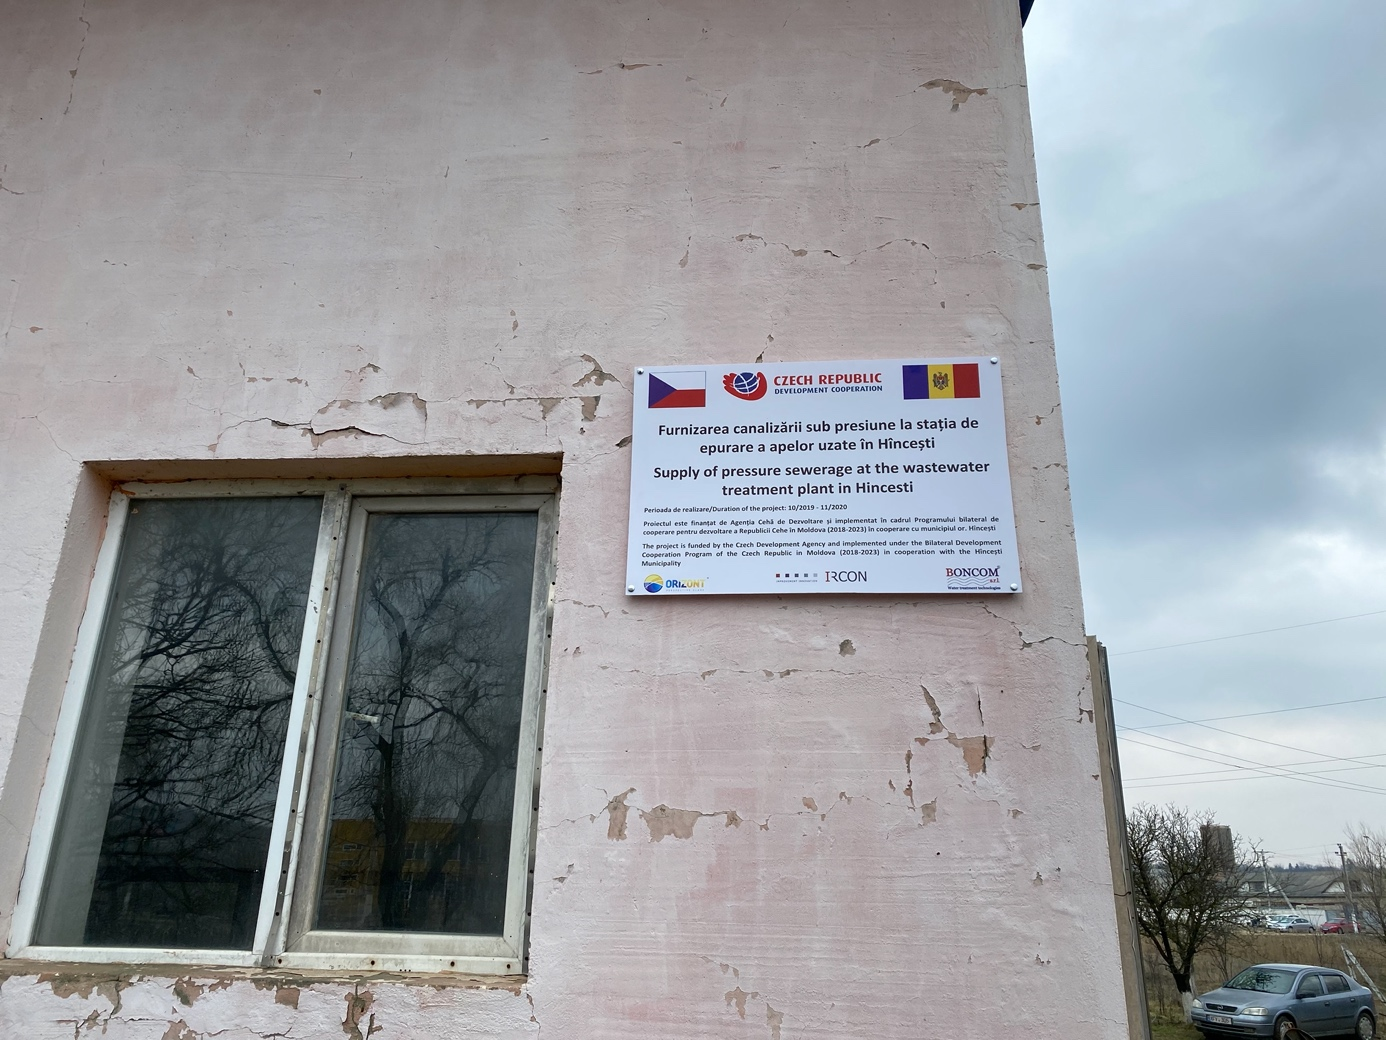 CZECH REPUBLIC
DEVELOPMENT COOPERATION
Furnizarea canalizării sub presiune la stația de
epurare a apelor uzate în Hîncești
Supply of pressure sewerage at the wastewater
treatment plant in Hincesti
Perioada de realizare/Duration of the project: 10/2019 - 11/2020
Proiectul este finanțat de Agenția Cehă de Dezvoltare și implementat în cadrul Programului bilateral de
cooperare pentru dezvoltare a Republicii Cehe în Moldova (2018-2023) în cooperare cu municipiul or. Hîncești
The project is funded by the Czech Development Agency and implemented under the Bilateral Development
Cooperation Program of the Czech Republic in Moldova (2018-2023) in cooperation with the Hîncești
Municipality
ORIZONT
IRCON
BONCOM
s.r.l.
Water treatment technologies